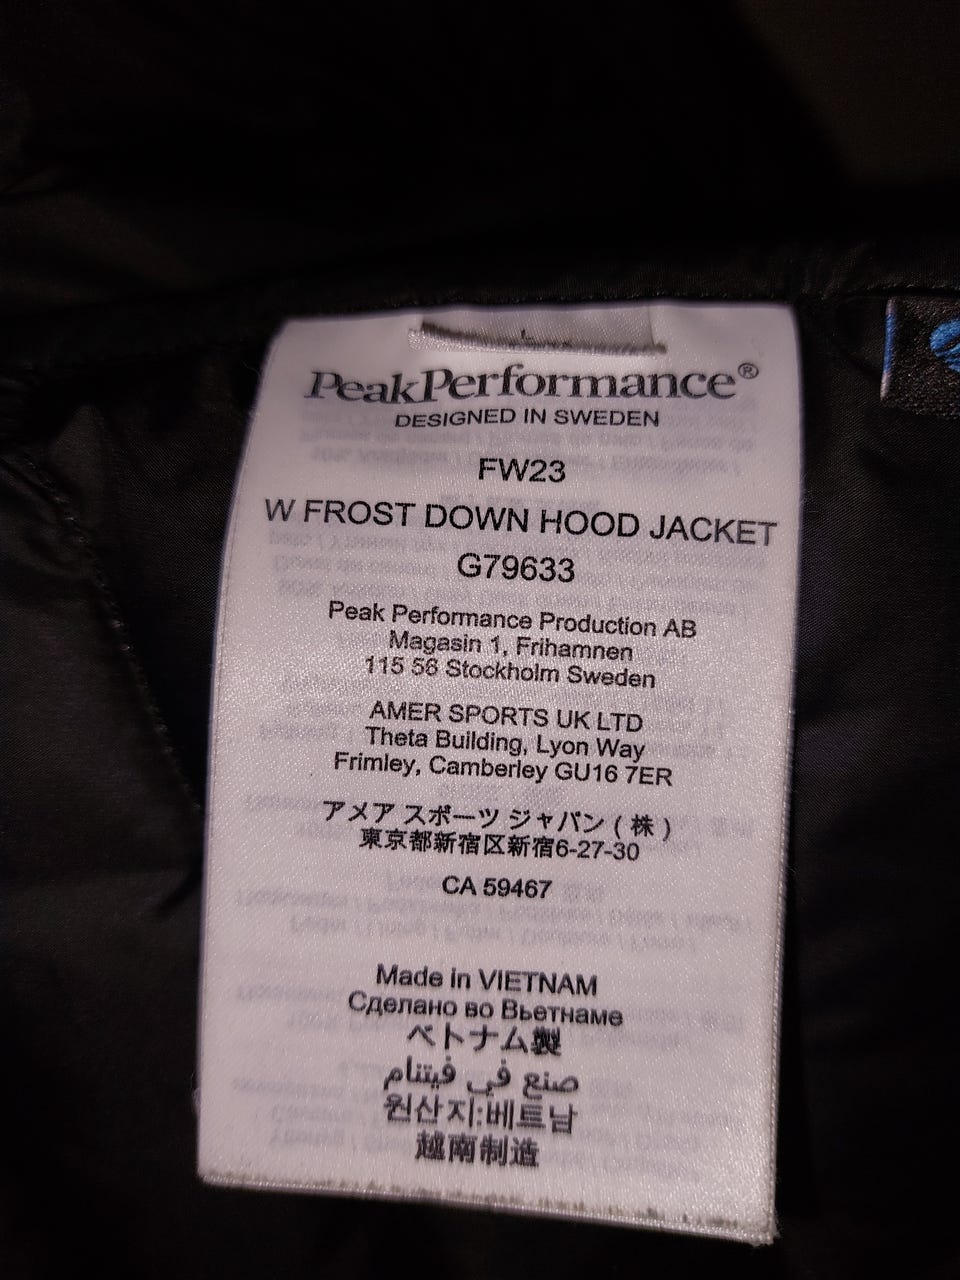 L
PeakPerformance®
DESIGNED IN SWEDEN
FW23
W FROST DOWN HOOD JACKET
G79633
Peak Performance Production AB
Magasin 1, Frihamnen
115 56 Stockholm Sweden
AMER SPORTS UK LTD
Theta Building, Lyon Way
Frimley, Camberley GU16 7ER
アメア スポーツ ジャパン ( 株 )
東京都新宿区新宿6-27-30
CA 59467
Made in VIETNAM
Сделано во Вьетнаме
ベトナム製
صنع في فيتنام
원산지:베트남
越南制造